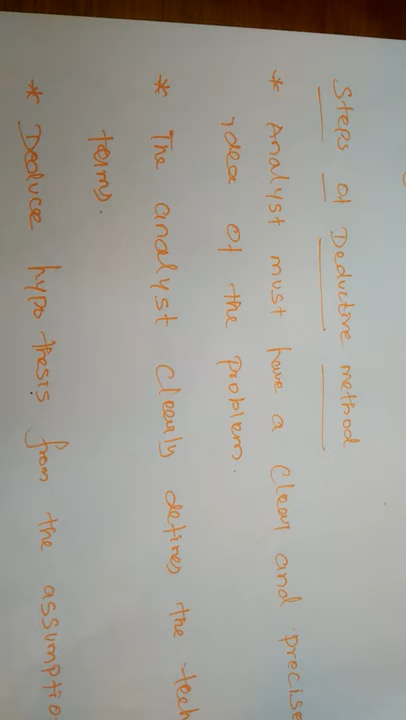 Steps of Deductive method
* Analyst must have a clear and precise
idea of the problem.
* The analyst clearly defines the tech
terms.
* Deduce hypothesis from the assumptio